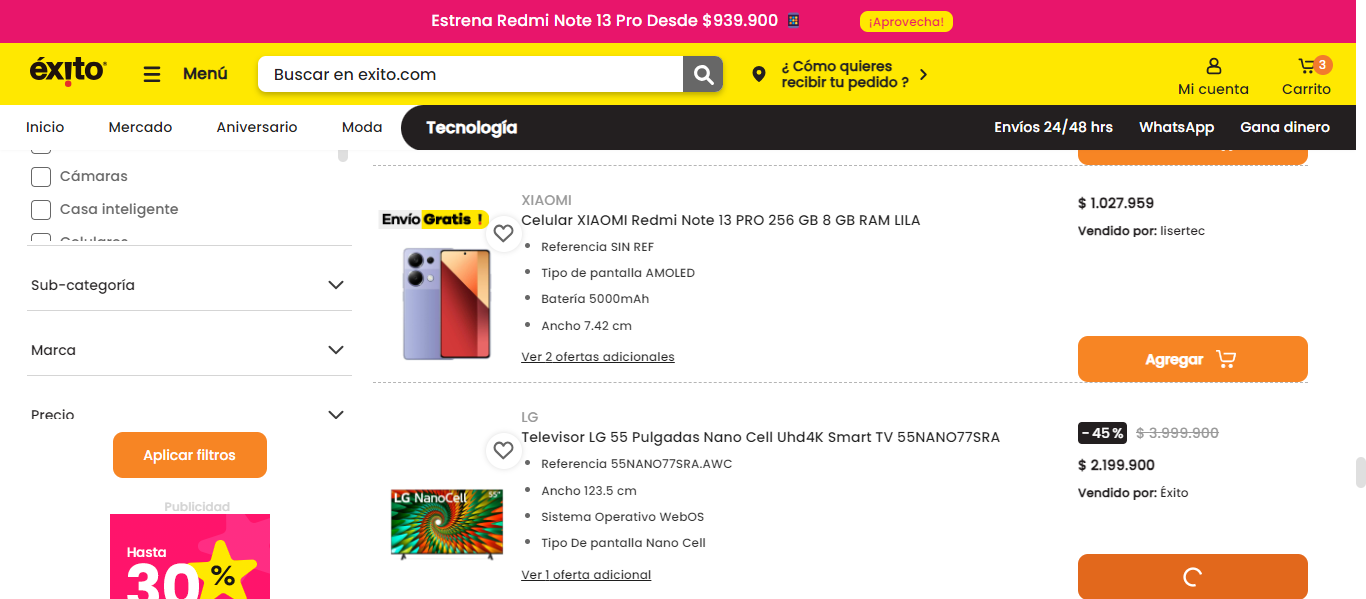 Estrena Redmi Note 13 Pro Desde $939.900
¡Aprovecha!
éxito
Menú
Buscar en exito.com
¿ Cómo quieres
recibir tu pedido ?
Mi cuenta
3
Carrito
Inicio
Mercado
Aniversario
Moda
Tecnología
Envíos 24/48 hrs
WhatsApp
Gana dinero
Cámaras
Casa inteligente
Celulares
Sub-categoría
Marca
Precio
Aplicar filtros
Publicidad
Hasta
30 %
Envío Gratis !
XIAOMI
Celular XIAOMI Redmi Note 13 PRO 256 GB 8 GB RAM LILA
Referencia SIN REF
Tipo de pantalla AMOLED
Batería 5000mAh
Ancho 7.42 cm
Ver 2 ofertas adicionales
$ 1.027.959
Vendido por: lisertec
Agregar
LG NanoCell 55"
LG
Televisor LG 55 Pulgadas Nano Cell Uhd4K Smart TV 55NANO77SRA
Referencia 55NANO77SRA.AWC
Ancho 123.5 cm
Sistema Operativo WebOS
Tipo De pantalla Nano Cell
Ver 1 oferta adicional
- 45 % $ 3.999.900
$ 2.199.900
Vendido por: Éxito